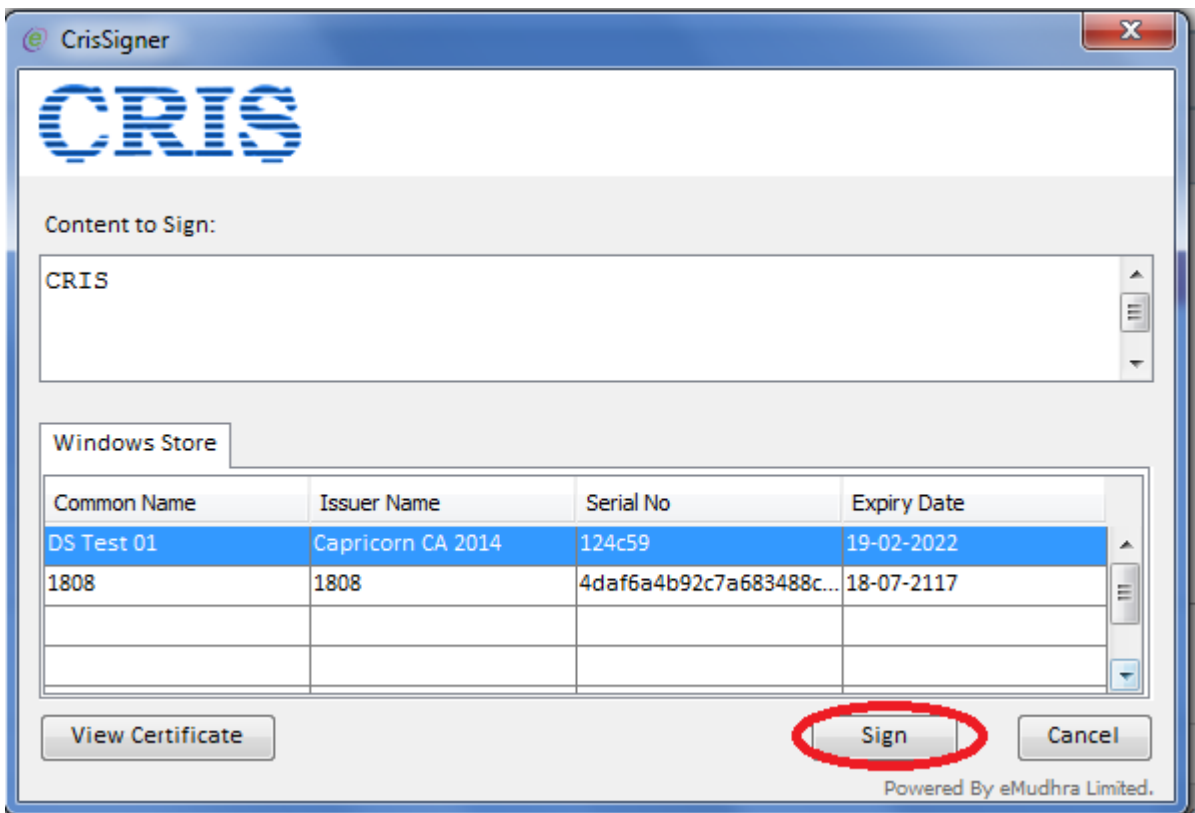 CrisSigner
CRIS
Content to Sign:
CRIS
Windows Store
Common Name Issuer Name Serial No Expiry Date
DS Test 01 Capricorn CA 2014 124c59 19-02-2022
1808 1808 4daf6a4b92c7a683488c... 18-07-2117
View Certificate Sign Cancel
Powered By eMudhra Limited.